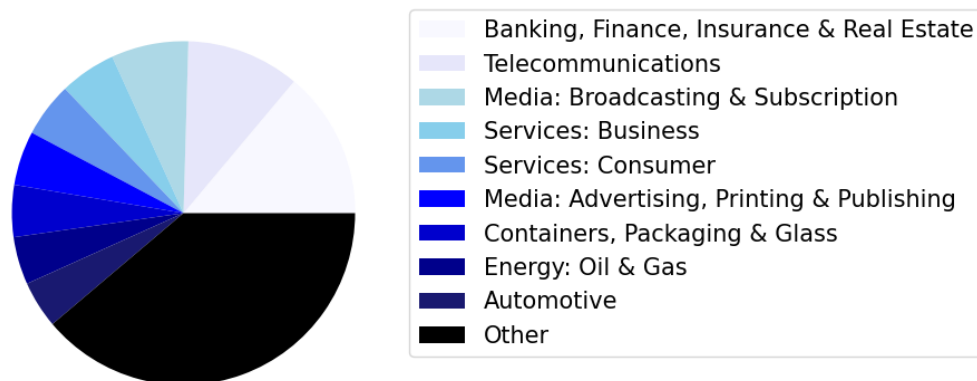 Banking, Finance, Insurance & Real Estate
Telecommunications
Media: Broadcasting & Subscription
Services: Business
Services: Consumer
Media: Advertising, Printing & Publishing
Containers, Packaging & Glass
Energy: Oil & Gas
Automotive
Other